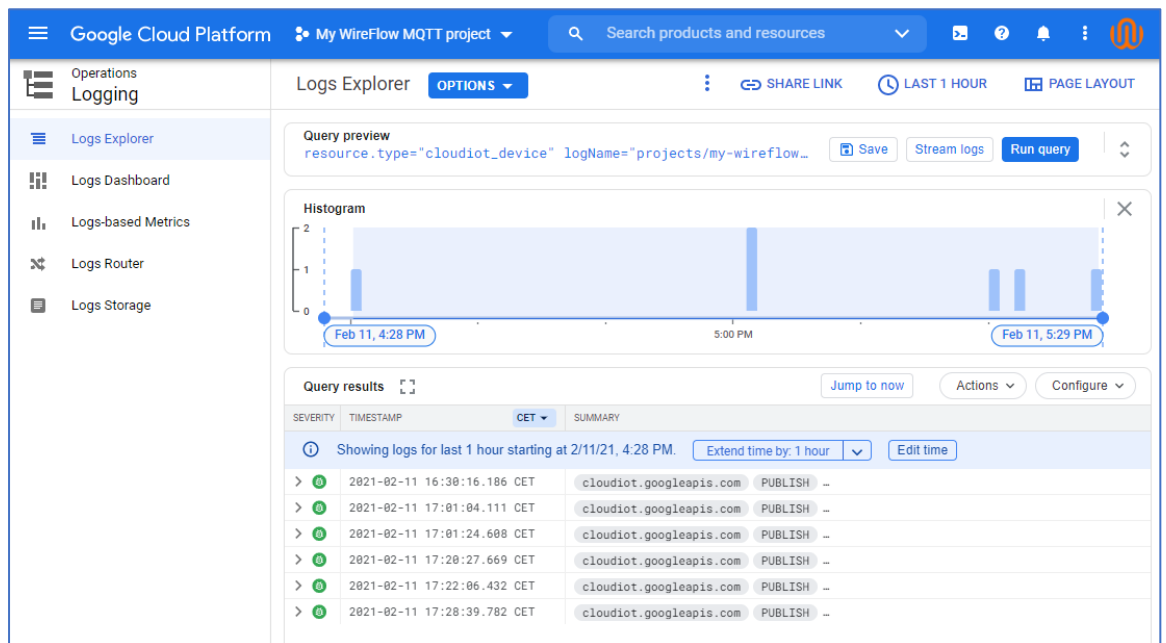 Google Cloud Platform My WireFlow MQTT project Search products and resources
Operations
Logging
Logs Explorer
Logs Dashboard
Logs-based Metrics
Logs Router
Logs Storage
Logs Explorer OPTIONS SHARE LINK LAST 1 HOUR PAGE LAYOUT
Query preview
resource.type="cloudiot_device" logName="projects/my-wireflow… Save Stream logs Run query
Histogram
2
1
0
Feb 11, 4:28 PM 5:00 PM Feb 11, 5:29 PM
Query results Jump to now Actions Configure
SEVERITY TIMESTAMP CET SUMMARY
Showing logs for last 1 hour starting at 2/11/21, 4:28 PM. Extend time by: 1 hour Edit time
2021-02-11 16:30:16.186 CET cloudiot.googleapis.com PUBLISH …
2021-02-11 17:01:04.111 CET cloudiot.googleapis.com PUBLISH …
2021-02-11 17:01:24.608 CET cloudiot.googleapis.com PUBLISH …
2021-02-11 17:20:27.669 CET cloudiot.googleapis.com PUBLISH …
2021-02-11 17:22:06.432 CET cloudiot.googleapis.com PUBLISH …
2021-02-11 17:28:39.782 CET cloudiot.googleapis.com PUBLISH …